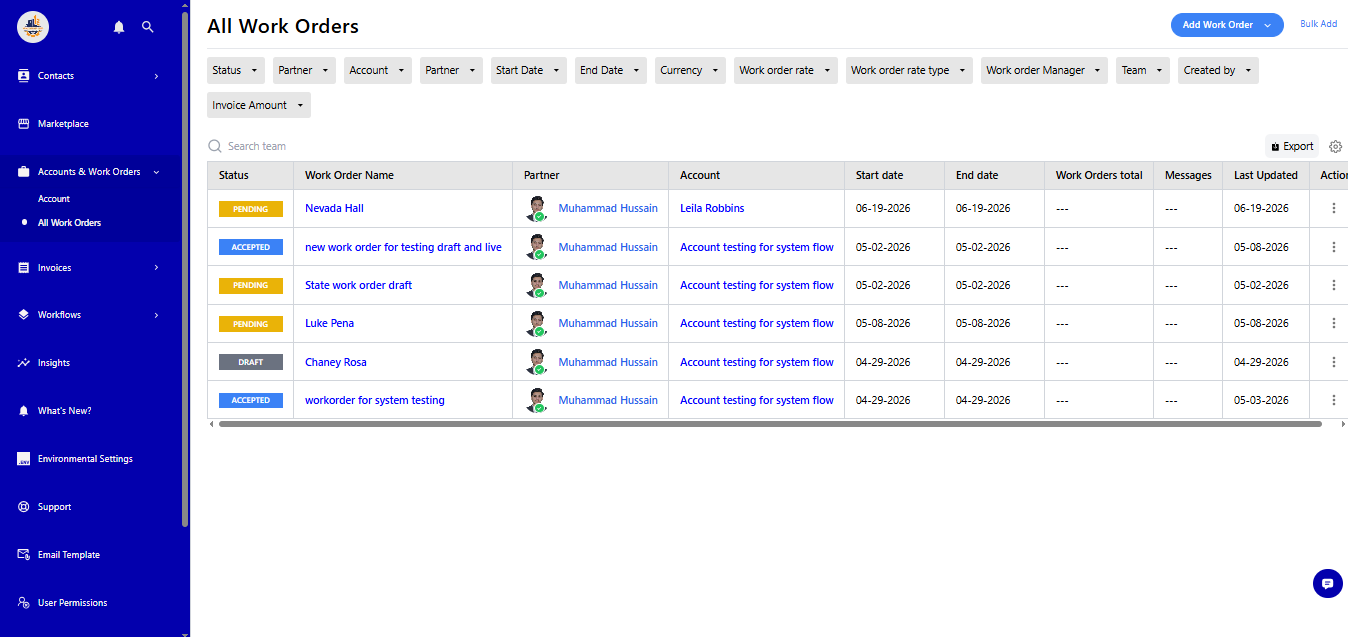 All Work Orders
Add Work Order
Bulk Add
Contacts
Marketplace
Accounts & Work Orders
Account
All Work Orders
Invoices
Workflows
Insights
What's New?
.ENV
Environmental Settings
Support
Email Template
User Permissions
Status Partner Account Partner Start Date End Date Currency Work order rate Work order rate type Work order Manager Team Created by
Invoice Amount
Search team
Export
Status Work Order Name Partner Account Start date End date Work Orders total Messages Last Updated Action
PENDING Nevada Hall Muhammad Hussain Leila Robbins 06-19-2026 06-19-2026 --- --- 06-19-2026
ACCEPTED new work order for testing draft and live Muhammad Hussain Account testing for system flow 05-02-2026 05-02-2026 --- --- 05-08-2026
PENDING State work order draft Muhammad Hussain Account testing for system flow 05-02-2026 05-02-2026 --- --- 05-02-2026
PENDING Luke Pena Muhammad Hussain Account testing for system flow 05-08-2026 05-08-2026 --- --- 05-08-2026
DRAFT Chaney Rosa Muhammad Hussain Account testing for system flow 04-29-2026 04-29-2026 --- --- 04-29-2026
ACCEPTED workorder for system testing Muhammad Hussain Account testing for system flow 04-29-2026 04-29-2026 --- --- 05-03-2026